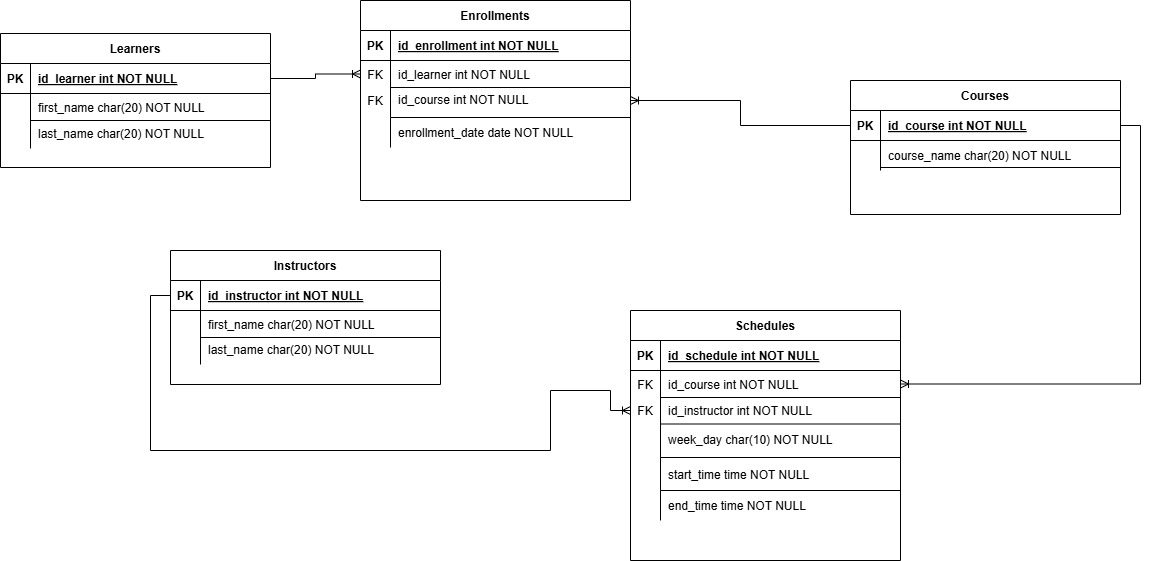 Learners
PK id_learner int NOT NULL
first_name char(20) NOT NULL
last_name char(20) NOT NULL
Enrollments
PK id_enrollment int NOT NULL
FK id_learner int NOT NULL
FK id_course int NOT NULL
enrollment_date date NOT NULL
Courses
PK id_course int NOT NULL
course_name char(20) NOT NULL
Instructors
PK id_instructor int NOT NULL
first_name char(20) NOT NULL
last_name char(20) NOT NULL
Schedules
PK id_schedule int NOT NULL
FK id_course int NOT NULL
FK id_instructor int NOT NULL
week_day char(10) NOT NULL
start_time time NOT NULL
end_time time NOT NULL